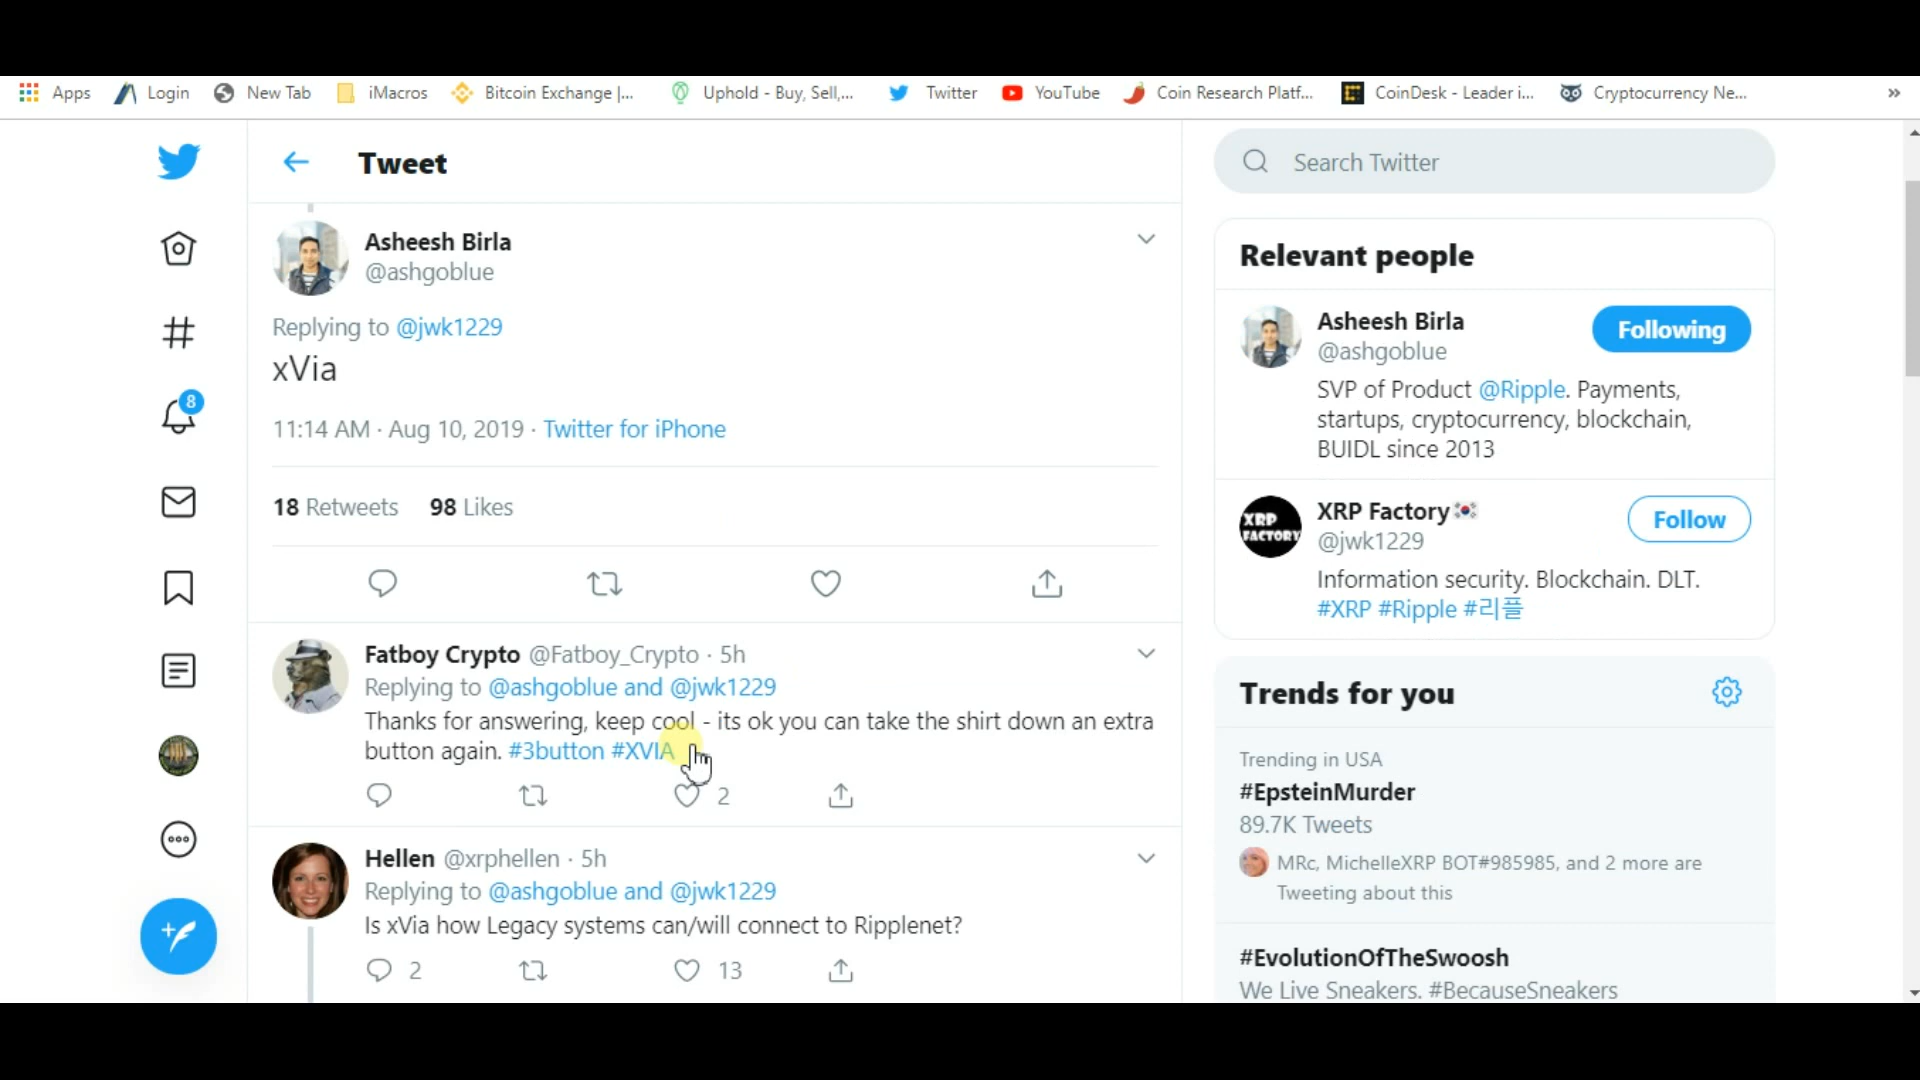 Apps Login New Tab iMacros Bitcoin Exchange |... Uphold - Buy, Sell,... Twitter YouTube Coin Research Platf... CoinDesk - Leader i... Cryptocurrency Ne... »
Tweet
Asheesh Birla
@ashgoblue
Replying to @jwk1229
xVia
11:14 AM · Aug 10, 2019 · Twitter for iPhone
18 Retweets 98 Likes
Fatboy Crypto @Fatboy_Crypto · 5h
Replying to @ashgoblue and @jwk1229
Thanks for answering, keep cool - its ok you can take the shirt down an extra
button again. #3button #XVIA
2
Hellen @xrphellen · 5h
Replying to @ashgoblue and @jwk1229
Is xVia how Legacy systems can/will connect to Ripplenet?
2 13
8
Search Twitter
Relevant people
Asheesh Birla
Following
@ashgoblue
SVP of Product @Ripple. Payments,
startups, cryptocurrency, blockchain,
BUIDL since 2013
XRP FACTORY
XRP Factory🇰🇷
Follow
@jwk1229
Information security. Blockchain. DLT.
#XRP #Ripple #리플
Trends for you
Trending in USA
#EpsteinMurder
89.7K Tweets
MRc, MichelleXRP BOT#985985, and 2 more are
Tweeting about this
#EvolutionOfTheSwoosh
We Live Sneakers. #BecauseSneakers